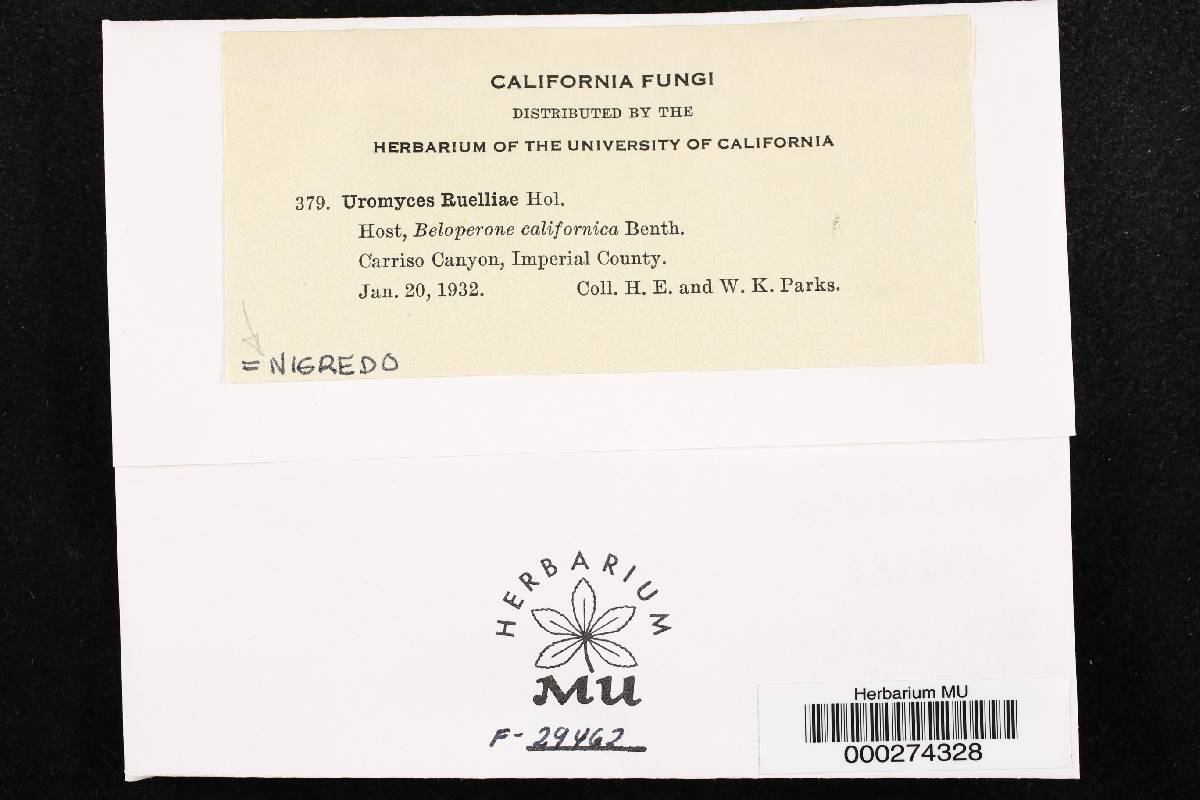 CALIFORNIA FUNGI
DISTRIBUTED BY THE
HERBARIUM OF THE UNIVERSITY OF CALIFORNIA
379. Uromyces Ruelliae Hol.
Host, Beloperone californica Benth.
Carriso Canyon, Imperial County.
Jan. 20, 1932. Coll. H. E. and W. K. Parks.
= NIGREDO
HERBARIUM
MU
F-29462
Herbarium MU
000274328